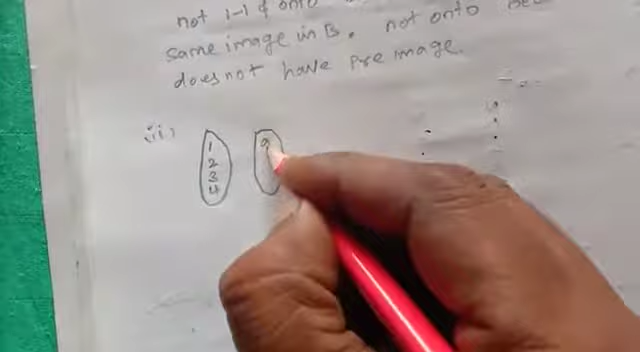 not 1-1 & onto
same image in B. not onto
does not have Pre image.
ii)
1
2
3
4
a